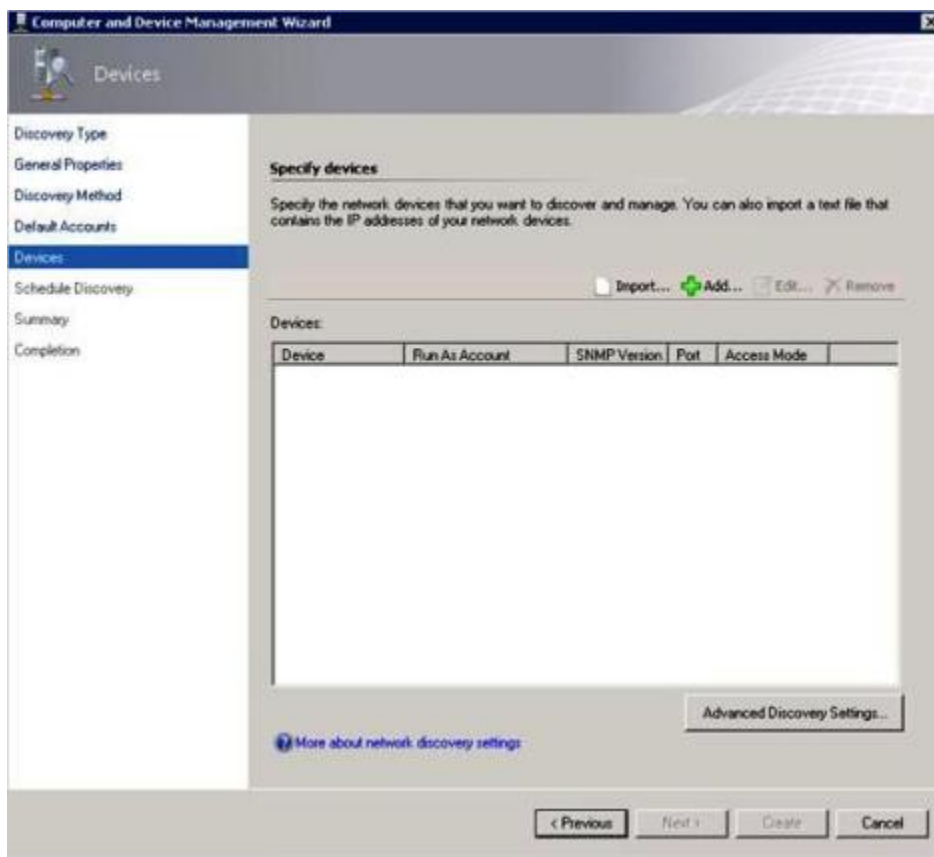 Computer and Device Management Wizard
Devices
Discovery Type
General Properties
Discovery Method
Default Accounts
Devices
Schedule Discovery
Summary
Completion
Specify devices
Specify the network devices that you want to discover and manage. You can also import a text file that
contains the IP addresses of your network devices.
Import... Add... Edit... Remove
Devices:
Device Run As Account SNMP Version Port Access Mode
Advanced Discovery Settings...
More about network discovery settings
< Previous Next > Create Cancel